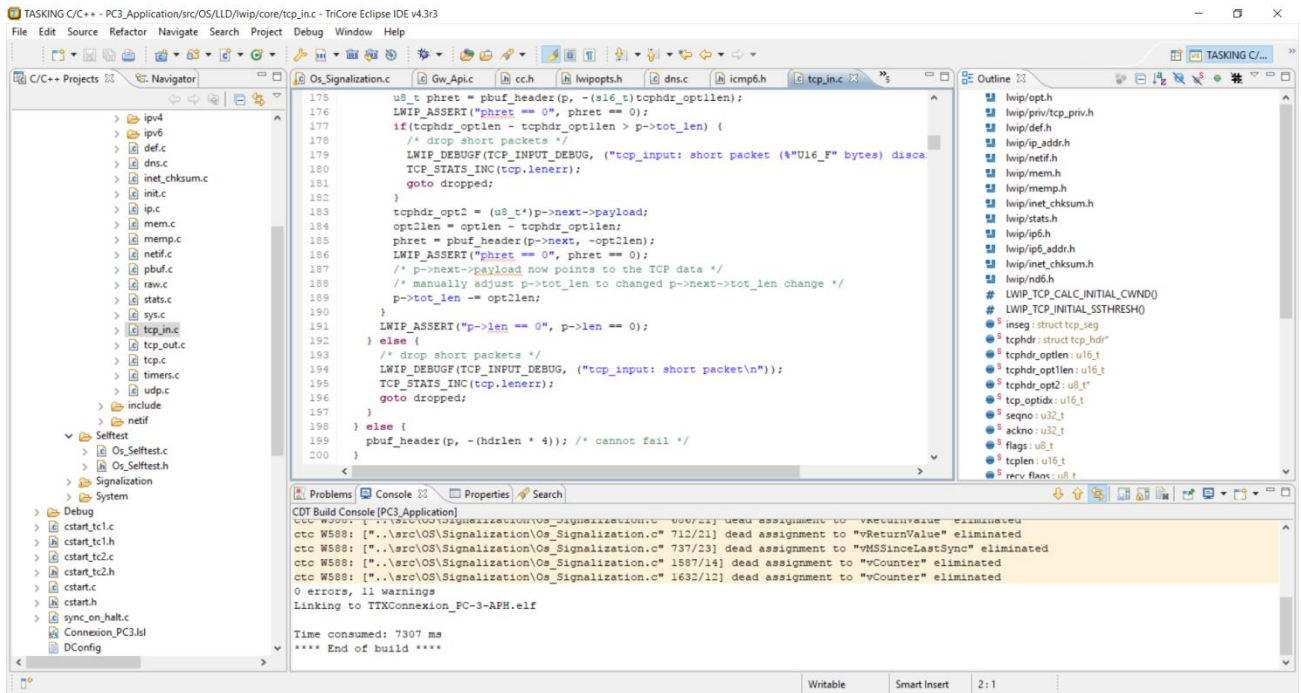 TASKING C/C++ - PC3_Application/src/OS/LLD/lwip/core/tcp_in.c - TriCore Eclipse IDE v4.3r3
File Edit Source Refactor Navigate Search Project Debug Window Help
TASKING C/...
C/C++ Projects
Navigator
ipv4
ipv6
def.c
dns.c
inet_chksum.c
init.c
ip.c
mem.c
memp.c
netif.c
pbuf.c
raw.c
stats.c
sys.c
tcp_in.c
tcp_out.c
tcp.c
timers.c
udp.c
include
netif
Selftest
Os_Selftest.c
Os_Selftest.h
Signalization
System
Debug
cstart_tc1.c
cstart_tc1.h
cstart_tc2.c
cstart_tc2.h
cstart.c
cstart.h
sync_on_halt.c
Connexion_PC3.lsl
DConfig
Os_Signalization.c Gw_Api.c cc.h lwipopts.h dns.c icmp6.h tcp_in.c »5
175 u8_t phret = pbuf_header(p, -(s16_t)tcphdr_opt1len);
176 LWIP_ASSERT("phret == 0", phret == 0);
177 if(tcphdr_optlen - tcphdr_opt1len > p->tot_len) {
178 /* drop short packets */
179 LWIP_DEBUGF(TCP_INPUT_DEBUG, ("tcp_input: short packet (%"U16_F" bytes) disca
180 TCP_STATS_INC(tcp.lenerr);
181 goto dropped;
182 }
183 tcphdr_opt2 = (u8_t*)p->next->payload;
184 opt2len = optlen - tcphdr_opt1len;
185 phret = pbuf_header(p->next, -opt2len);
186 LWIP_ASSERT("phret == 0", phret == 0);
187 /* p->next->payload now points to the TCP data */
188 /* manually adjust p->tot_len to changed p->next->tot_len change */
189 p->tot_len -= opt2len;
190 }
191 LWIP_ASSERT("p->len == 0", p->len == 0);
192 } else {
193 /* drop short packets */
194 LWIP_DEBUGF(TCP_INPUT_DEBUG, ("tcp_input: short packet\n"));
195 TCP_STATS_INC(tcp.lenerr);
196 goto dropped;
197 }
198 } else {
199 pbuf_header(p, -(hdrlen * 4)); /* cannot fail */
200 }
Outline
lwip/opt.h
lwip/priv/tcp_priv.h
lwip/def.h
lwip/ip_addr.h
lwip/netif.h
lwip/mem.h
lwip/memp.h
lwip/inet_chksum.h
lwip/stats.h
lwip/ip6.h
lwip/ip6_addr.h
lwip/inet_chksum.h
lwip/nd6.h
# LWIP_TCP_CALC_INITIAL_CWND()
# LWIP_TCP_INITIAL_SSTHRESH()
S inseg : struct tcp_seg
S tcphdr : struct tcp_hdr*
S tcphdr_optlen : u16_t
S tcphdr_opt1len : u16_t
S tcphdr_opt2 : u8_t*
S tcp_optidx : u16_t
S seqno : u32_t
S ackno : u32_t
S flags : u8_t
S tcplen : u16_t
S recv_flags : u8_t
Problems Console Properties Search
CDT Build Console [PC3_Application]
ctc W588: ["..\src\OS\Signalization\Os_Signalization.c" 686/21] dead assignment to "vReturnValue" eliminated
ctc W588: ["..\src\OS\Signalization\Os_Signalization.c" 712/21] dead assignment to "vReturnValue" eliminated
ctc W588: ["..\src\OS\Signalization\Os_Signalization.c" 737/23] dead assignment to "vMSSinceLastSync" eliminated
ctc W588: ["..\src\OS\Signalization\Os_Signalization.c" 1587/14] dead assignment to "vCounter" eliminated
ctc W588: ["..\src\OS\Signalization\Os_Signalization.c" 1632/12] dead assignment to "vCounter" eliminated
0 errors, 11 warnings
Linking to TTXConnexion_PC-3-APH.elf
Time consumed: 7307 ms
**** End of build ****
Writable Smart Insert 2 : 1